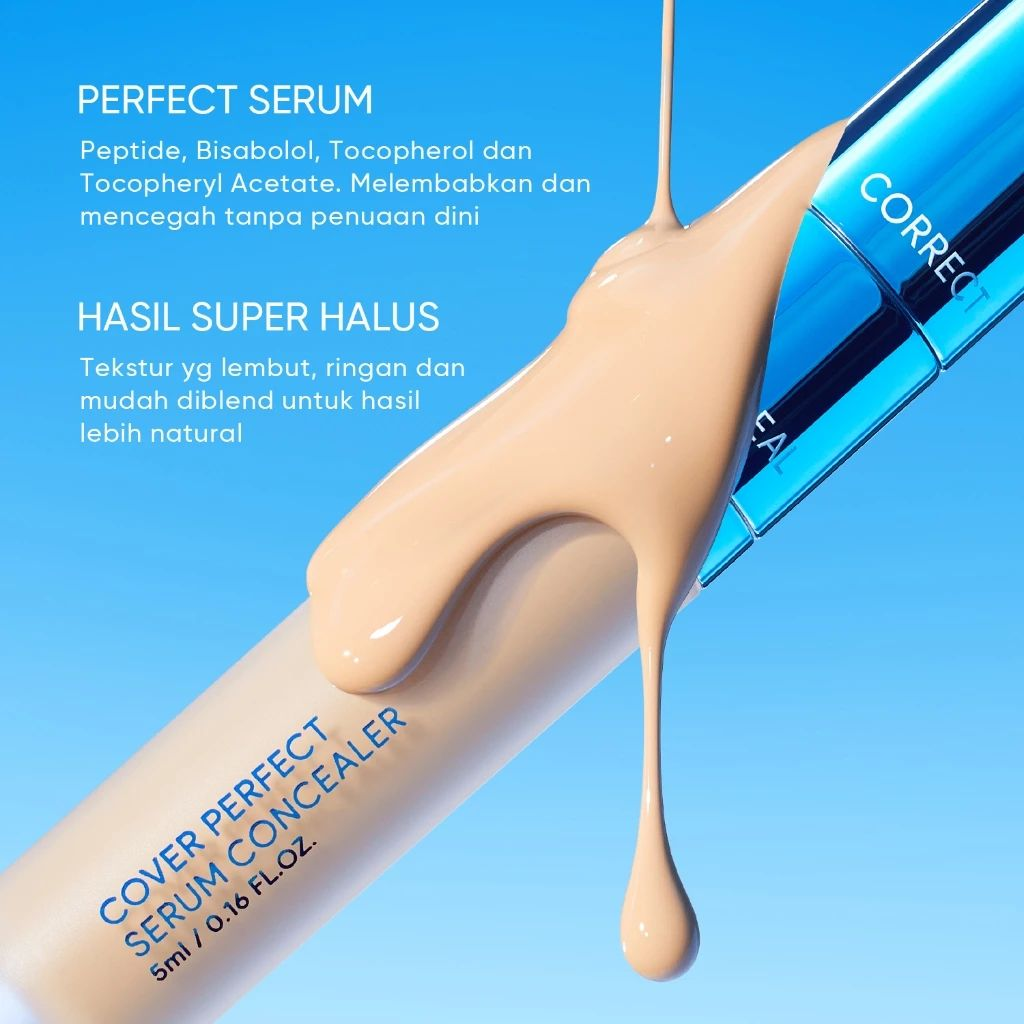 PERFECT SERUM
Peptide, Bisabolol, Tocopherol dan
Tocopheryl Acetate. Melembabkan dan
mencegah tanpa penuaan dini
HASIL SUPER HALUS
Tekstur yg lembut, ringan dan
mudah diblend untuk hasil
lebih natural
CORRECT
COVER PERFECT
SERUM CONCEALER
5ml / 0.16 FL.OZ.